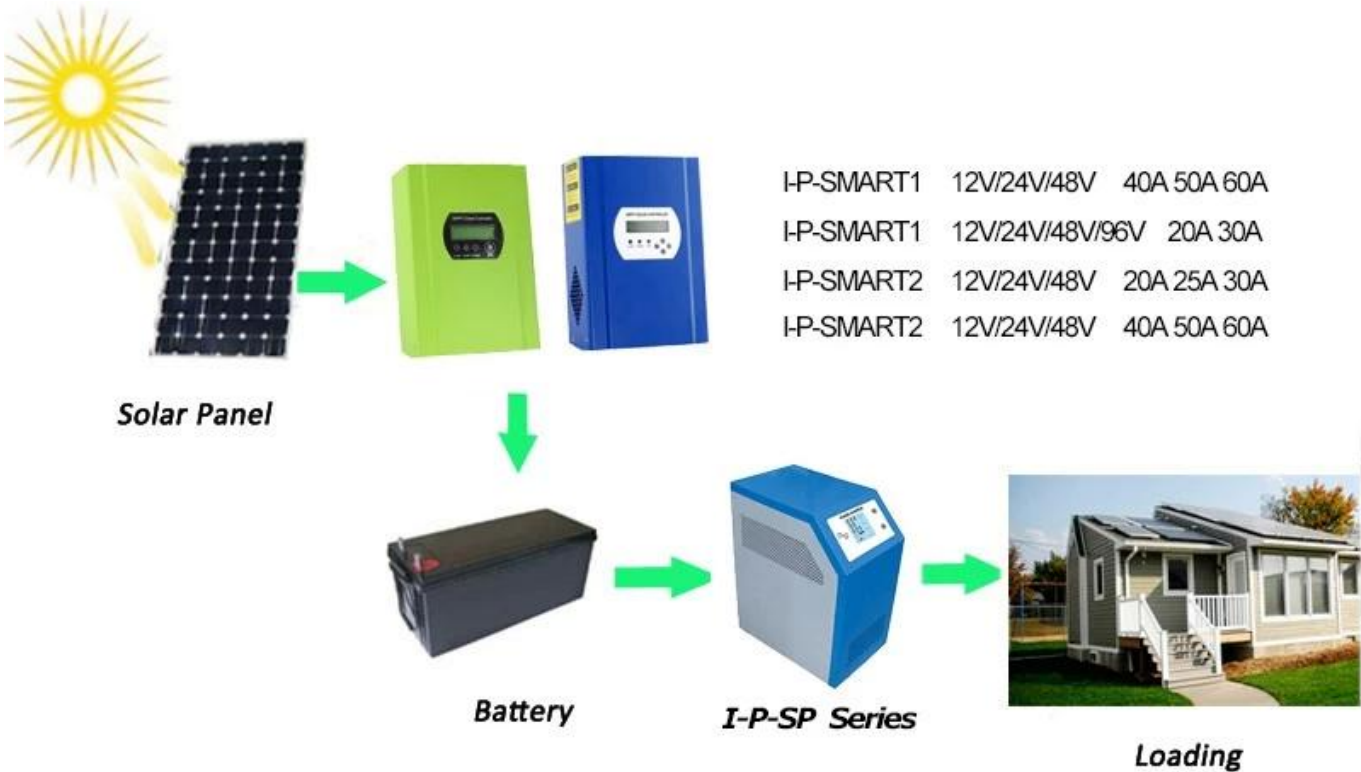 I-P-SMART1 12V/24V/48V 40A 50A 60A
I-P-SMART1 12V/24V/48V/96V 20A 30A
I-P-SMART2 12V/24V/48V 20A 25A 30A
I-P-SMART2 12V/24V/48V 40A 50A 60A
Solar Panel
Battery
I-P-SP Series
Loading